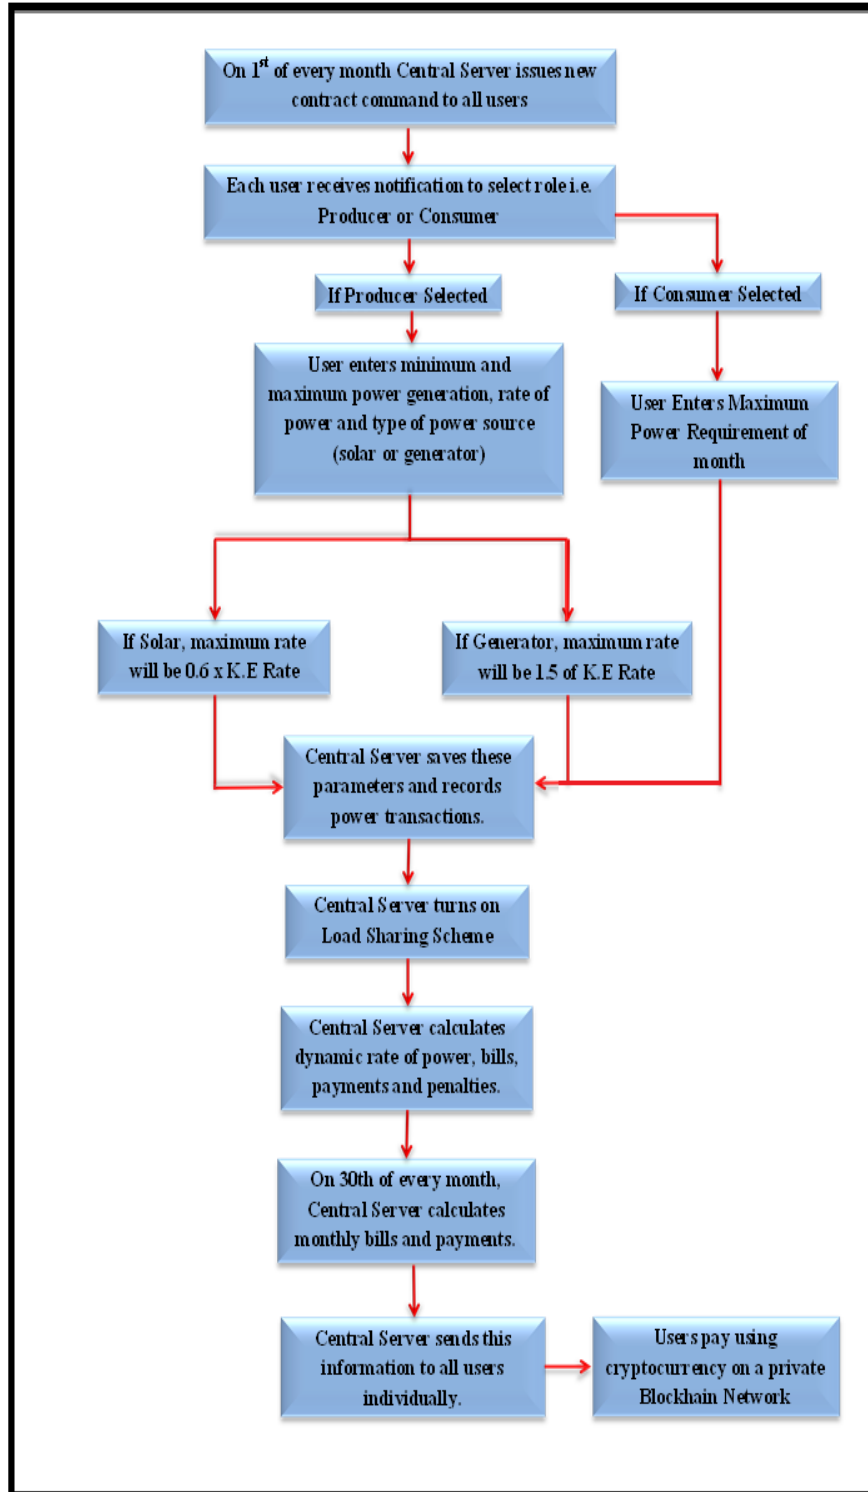 On 1st of every month Central Server issues new
contract command to all users
Each user receives notification to select role i.e.
Producer or Consumer
If Producer Selected
If Consumer Selected
User enters minimum and
maximum power generation, rate of
power and type of power source
(solar or generator)
User Enters Maximum
Power Requirement of
month
If Solar, maximum rate
will be 0.6 x K.E Rate
If Generator, maximum rate
will be 1.5 of K.E Rate
Central Server saves these
parameters and records
power transactions.
Central Server turns on
Load Sharing Scheme
Central Server calculates
dynamic rate of power, bills,
payments and penalties.
On 30th of every month,
Central Server calculates
monthly bills and payments.
Central Server sends this
information to all users
individually.
Users pay using
cryptocurrency on a private
Blockhain Network